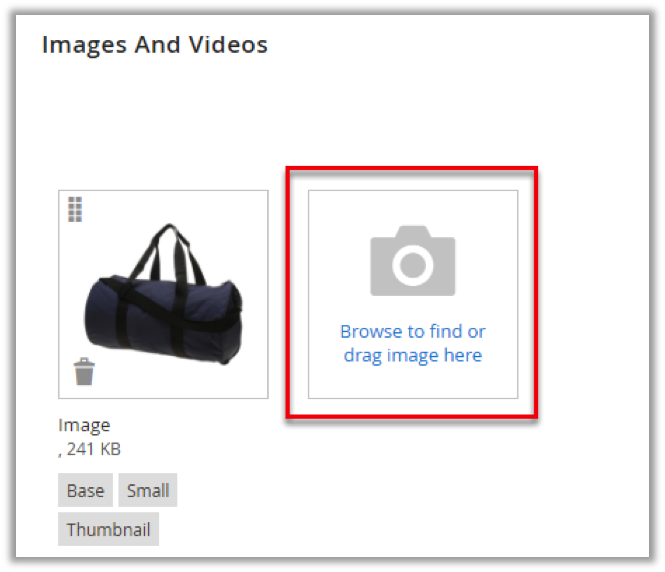 Images And Videos
Browse to find or
drag image here
Image
, 241 KB
Base Small
Thumbnail